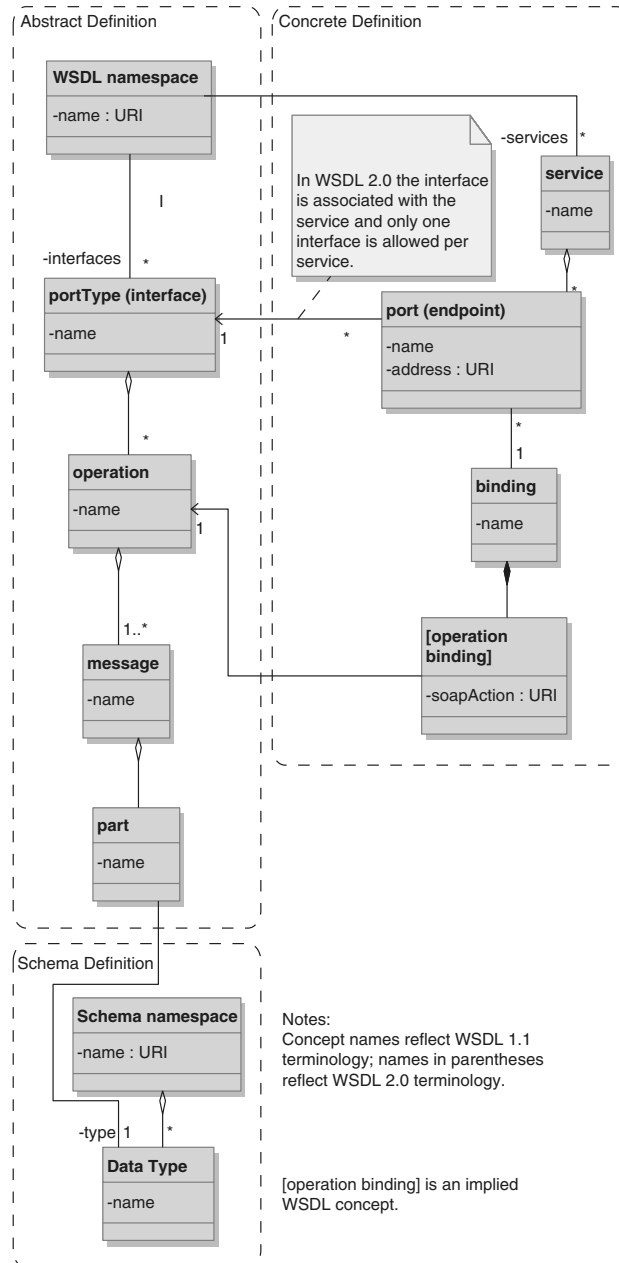 Abstract Definition
Concrete Definition
WSDL namespace
-name : URI
-services
*
service
-name
In WSDL 2.0 the interface
is associated with the
service and only one
interface is allowed per
service.
I
-interfaces
*
portType (interface)
-name
1
*
*
port (endpoint)
-name
-address : URI
*
operation
-name
1
*
1
binding
-name
1..*
message
-name
[operation
binding]
-soapAction : URI
part
-name
Schema Definition
Schema namespace
-name : URI
-type
1
*
Data Type
-name
Notes:
Concept names reflect WSDL 1.1
terminology; names in parentheses
reflect WSDL 2.0 terminology.
[operation binding] is an implied
WSDL concept.